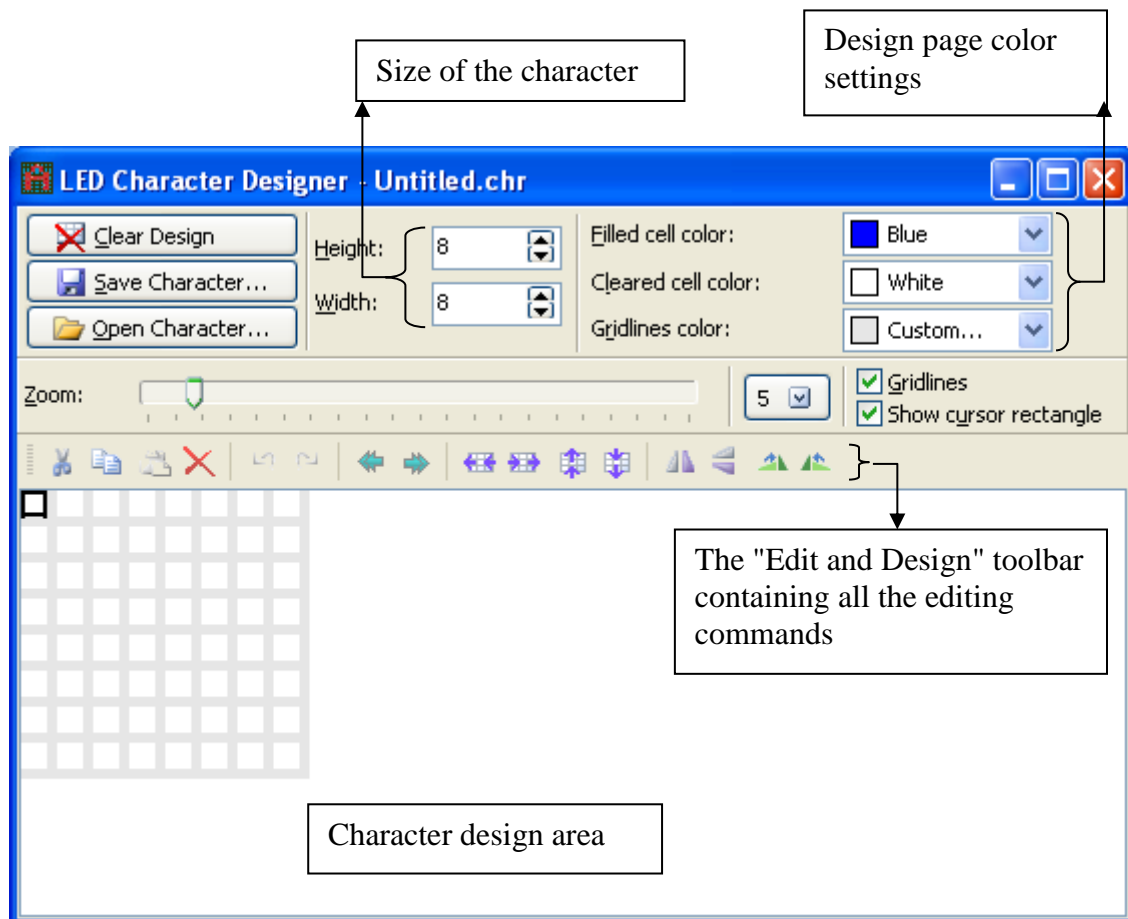 Size of the character
Design page color
settings
LED Character Designer - Untitled.chr
Clear Design
Save Character...
Open Character...
Height:
8
Width:
8
Filled cell color:
Blue
Cleared cell color:
White
Gridlines color:
Custom...
Zoom:
5
Gridlines
Show cursor rectangle
The "Edit and Design" toolbar
containing all the editing
commands
Character design area